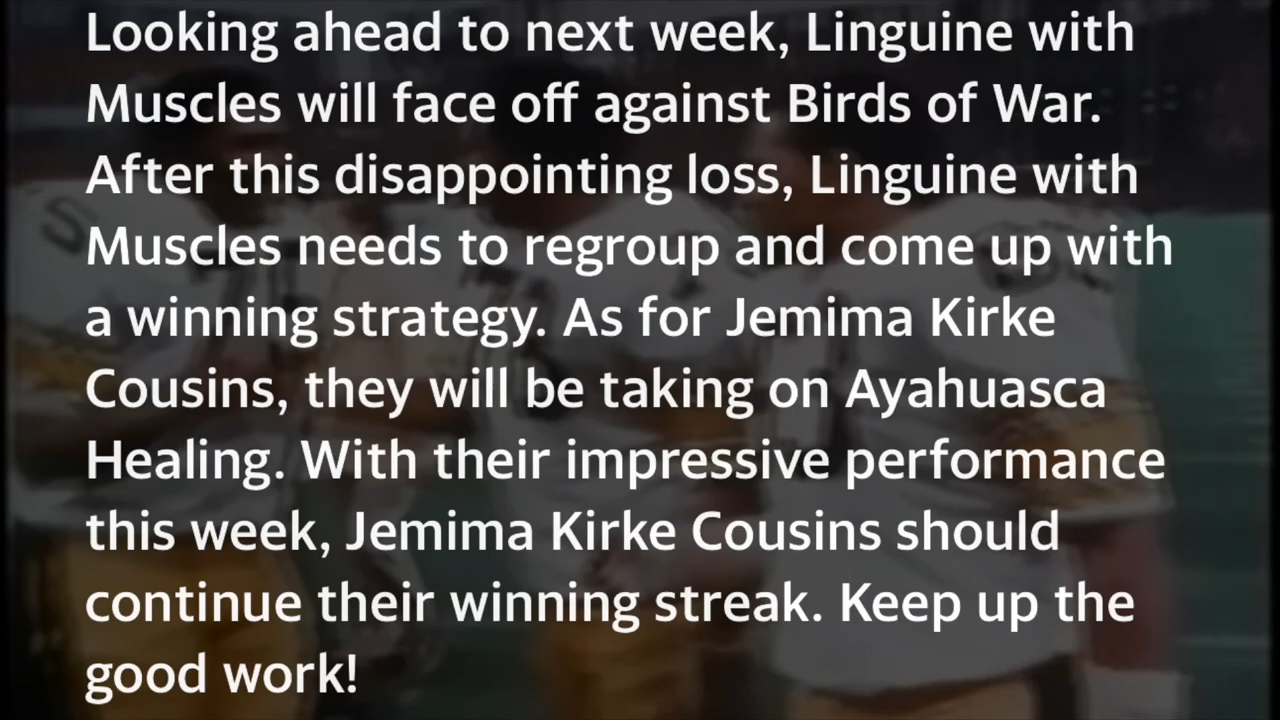 Looking ahead to next week, Linguine with
Muscles will face off against Birds of War.
After this disappointing loss, Linguine with
Muscles needs to regroup and come up with
a winning strategy. As for Jemima Kirke
Cousins, they will be taking on Ayahuasca
Healing. With their impressive performance
this week, Jemima Kirke Cousins should
continue their winning streak. Keep up the
good work!